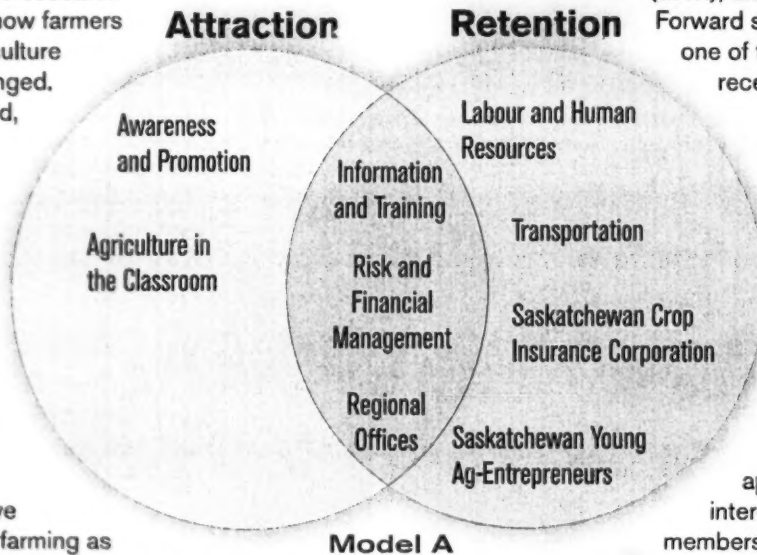 now farmers
culture
nged.
d,
ve
farming as
Attraction
Retention
Awareness
and Promotion
Agriculture in
the Classroom
Information
and Training
Risk and
Financial
Management
Regional
Offices
Labour and Human
Resources
Transportation
Saskatchewan Crop
Insurance Corporation
Saskatchewan Young
Ag-Entrepreneurs
Model A
Forward s
one of t
rece
ap
inter
members